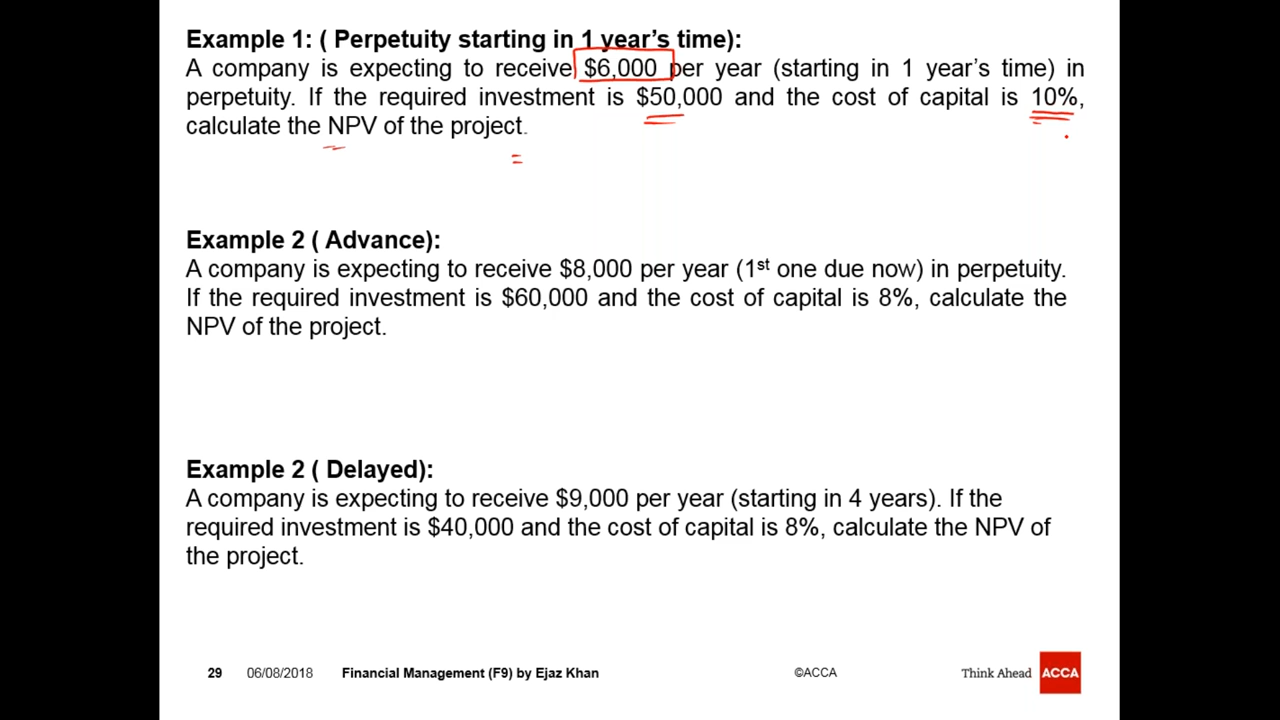 Example 1: ( Perpetuity starting in 1 year's time):
A company is expecting to receive $6,000 per year (starting in 1 year's time) in
perpetuity. If the required investment is $50,000 and the cost of capital is 10%,
calculate the NPV of the project.
Example 2 ( Advance):
A company is expecting to receive $8,000 per year (1st one due now) in perpetuity.
If the required investment is $60,000 and the cost of capital is 8%, calculate the
NPV of the project.
Example 2 ( Delayed):
A company is expecting to receive $9,000 per year (starting in 4 years). If the
required investment is $40,000 and the cost of capital is 8%, calculate the NPV of
the project.
29 06/08/2018 Financial Management (F9) by Ejaz Khan ©ACCA Think Ahead ACCA